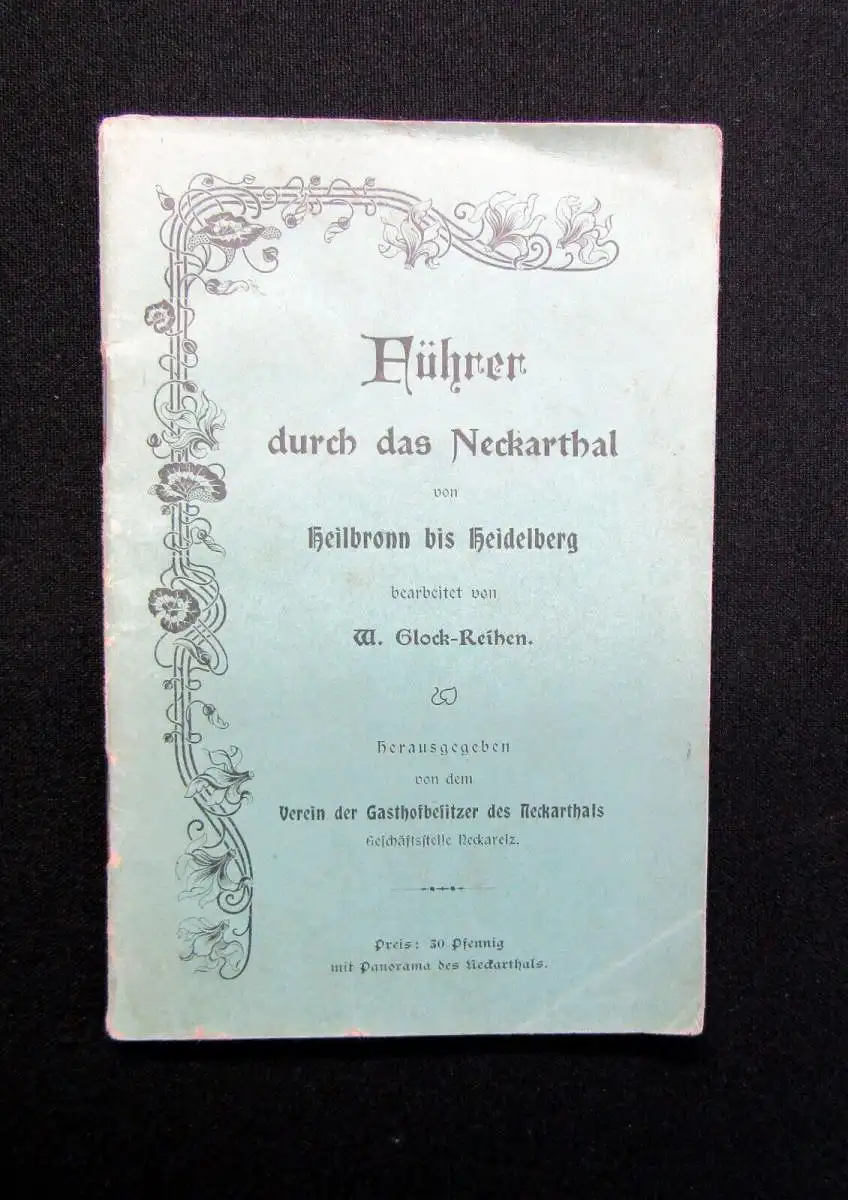 Führer
durch das Neckarthal
von
Heilbronn bis Heidelberg
bearbeitet von
W. Glock-Reihen.
Herausgegeben
von dem
Verein der Gasthofbeſitzer des Neckarthals
Geſchäftsſtelle Neckarelz.
Preis: 30 Pfennig
mit Panorama des Neckarthals.